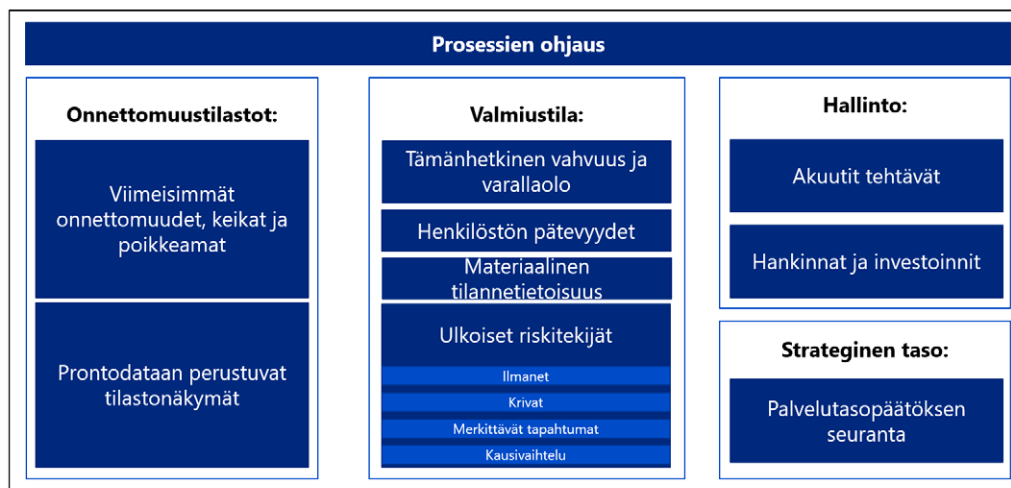 Prosessien ohjaus
Onnettomuustilastot:
Viimeisimmät
onnettomuudet, keikat ja
poikkeamat
Prontodataan perustuvat
tilastonäkymät
Valmiustila:
Tämänhetkinen vahvuus ja
varallaolo
Henkilöstön pätevyydet
Materiaalinen
tilannetietoisuus
Ulkoiset riskitekijät
Ilmanet
Krivat
Merkittävät tapahtumat
Kausivaihtelu
Hallinto:
Akuutit tehtävät
Hankinnat ja investoinnit
Strateginen taso:
Palvelutasopäätöksen
seuranta